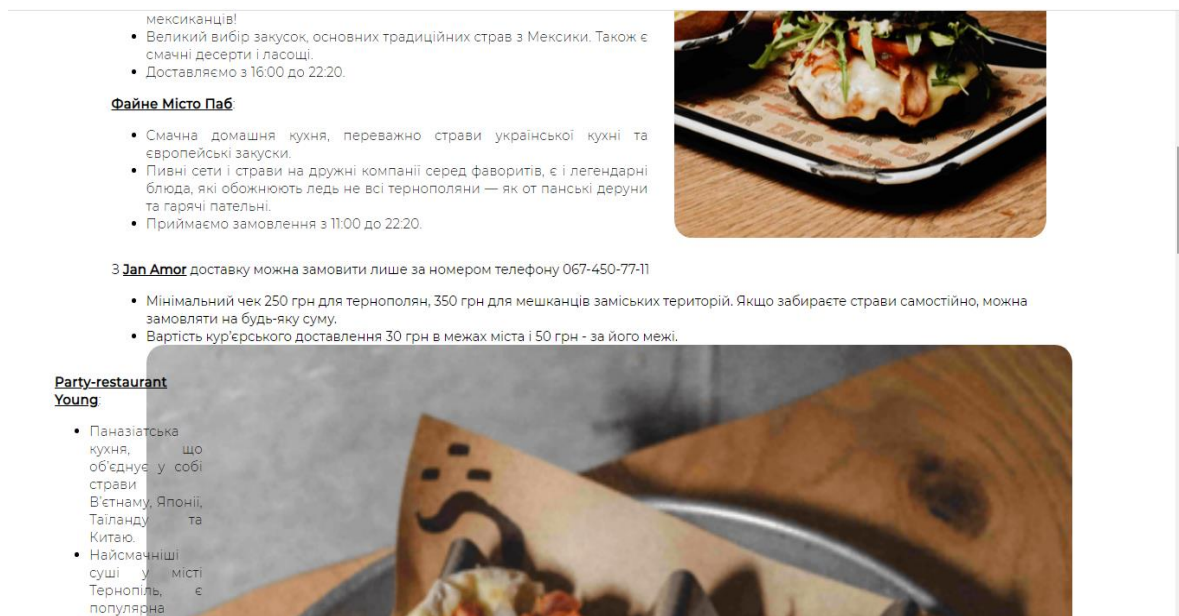 мексиканців!
Великий вибір закусок, основних традиційних страв з Мексики. Також є
смачні десерти і ласощі.
Доставляємо з 16:00 до 22:20.
Файне Місто Паб:
Смачна домашня кухня, переважно страви української кухні та
європейські закуски.
Пивні сети і страви на дружні компанії серед фаворитів, є і легендарні
блюда, які обожнюють ледь не всі тернополяни — як от панські деруни
та гарячі пательні.
Приймаємо замовлення з 11:00 до 22:20.
З Jan Amor доставку можна замовити лише за номером телефону 067-450-77-11
Мінімальний чек 250 грн для тернополян, 350 грн для мешканців заміських територій. Якщо забираєте страви самостійно, можна
замовляти на будь-яку суму.
Вартість кур'єрського доставлення 30 грн в межах міста і 50 грн - за його межі.
Party-restaurant
Young:
Паназіатська
кухня, що
об'єднує у собі
страви
В'єтнаму, Японії,
Таїланду та
Китаю.
Найсмачніші
суші у місті
Тернопіль, є
популярна